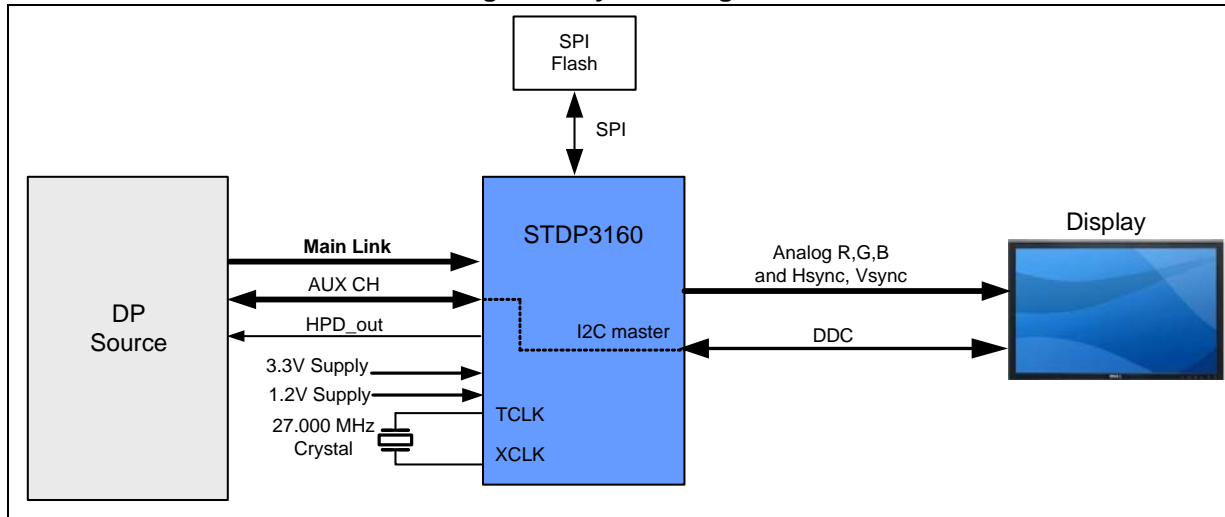 SPI
Flash
SPI
STDP3160
Display
Main Link
Analog R,G,B
and Hsync, Vsync
AUX CH
DP
Source
HPD_out
I2C master
DDC
3.3V Supply
1.2V Supply
27.000 MHz
Crystal
TCLK
XCLK